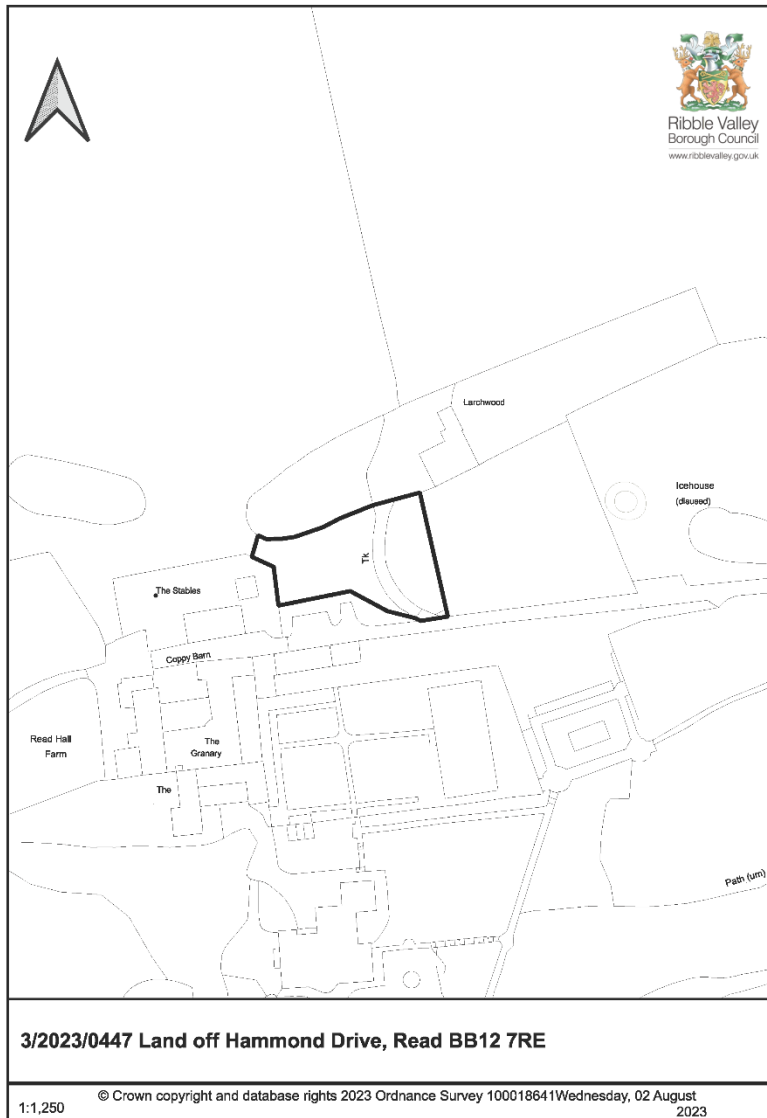 Ribble Valley
Borough Council
www.ribblevalley.gov.uk
Larchwood
Icehouse
(disused)
Tk
The Stables
Coppy Barn
Read Hall
Farm
The
Granary
The
Path (um)
3/2023/0447 Land off Hammond Drive, Read BB12 7RE
1:1,250
© Crown copyright and database rights 2023 Ordnance Survey 100018641Wednesday, 02 August
2023